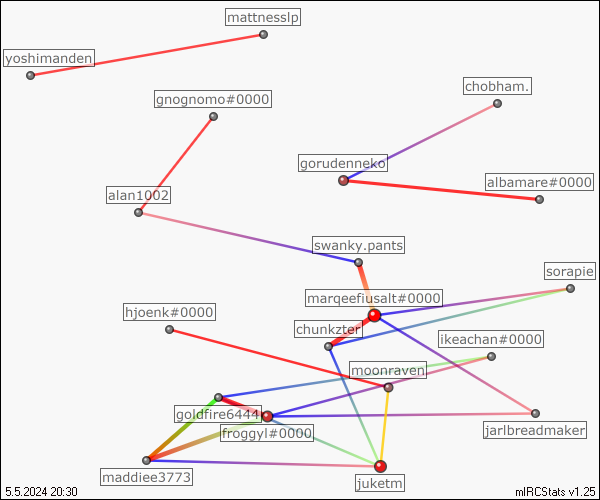 mattnesslp
yoshimanden
chobham.
gnognomo#0000
gorudenneko
albamare#0000
alan1002
swanky.pants
sorapie
marqeefiusalt#0000
hjoenk#0000
chunkzter
ikeachan#0000
moonraven
goldfire6444
froggyl#0000
jarlbreadmaker
maddiee3773
juketm
5.5.2024 20:30
mIRCStats v1.25